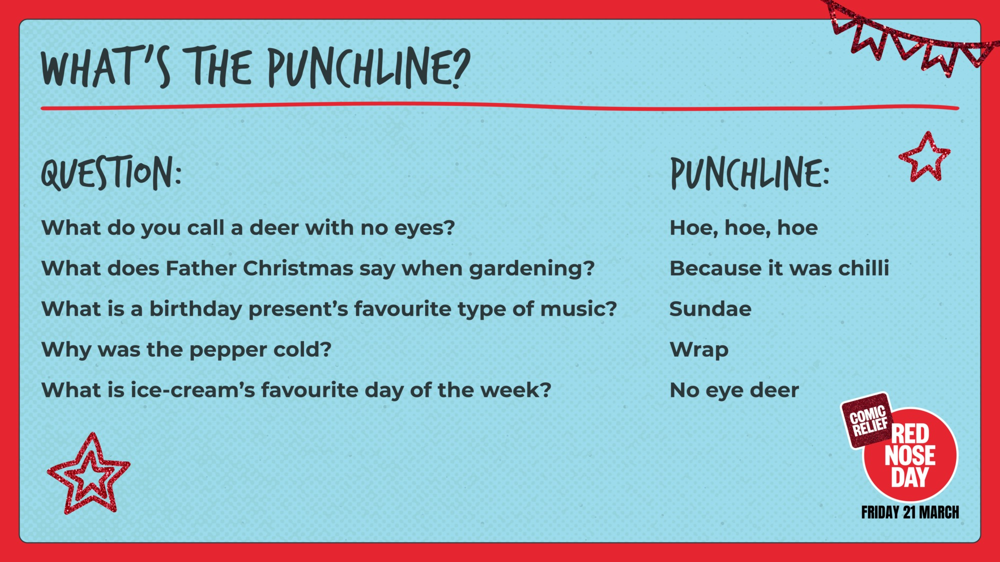 WHAT'S THE PUNCHLINE?
QUESTION:
What do you call a deer with no eyes?
What does Father Christmas say when gardening?
What is a birthday present’s favourite type of music?
Why was the pepper cold?
What is ice-cream’s favourite day of the week?
PUNCHLINE:
Hoe, hoe, hoe
Because it was chilli
Sundae
Wrap
No eye deer
COMIC
RELIEF
RED
NOSE
DAY
FRIDAY 21 MARCH